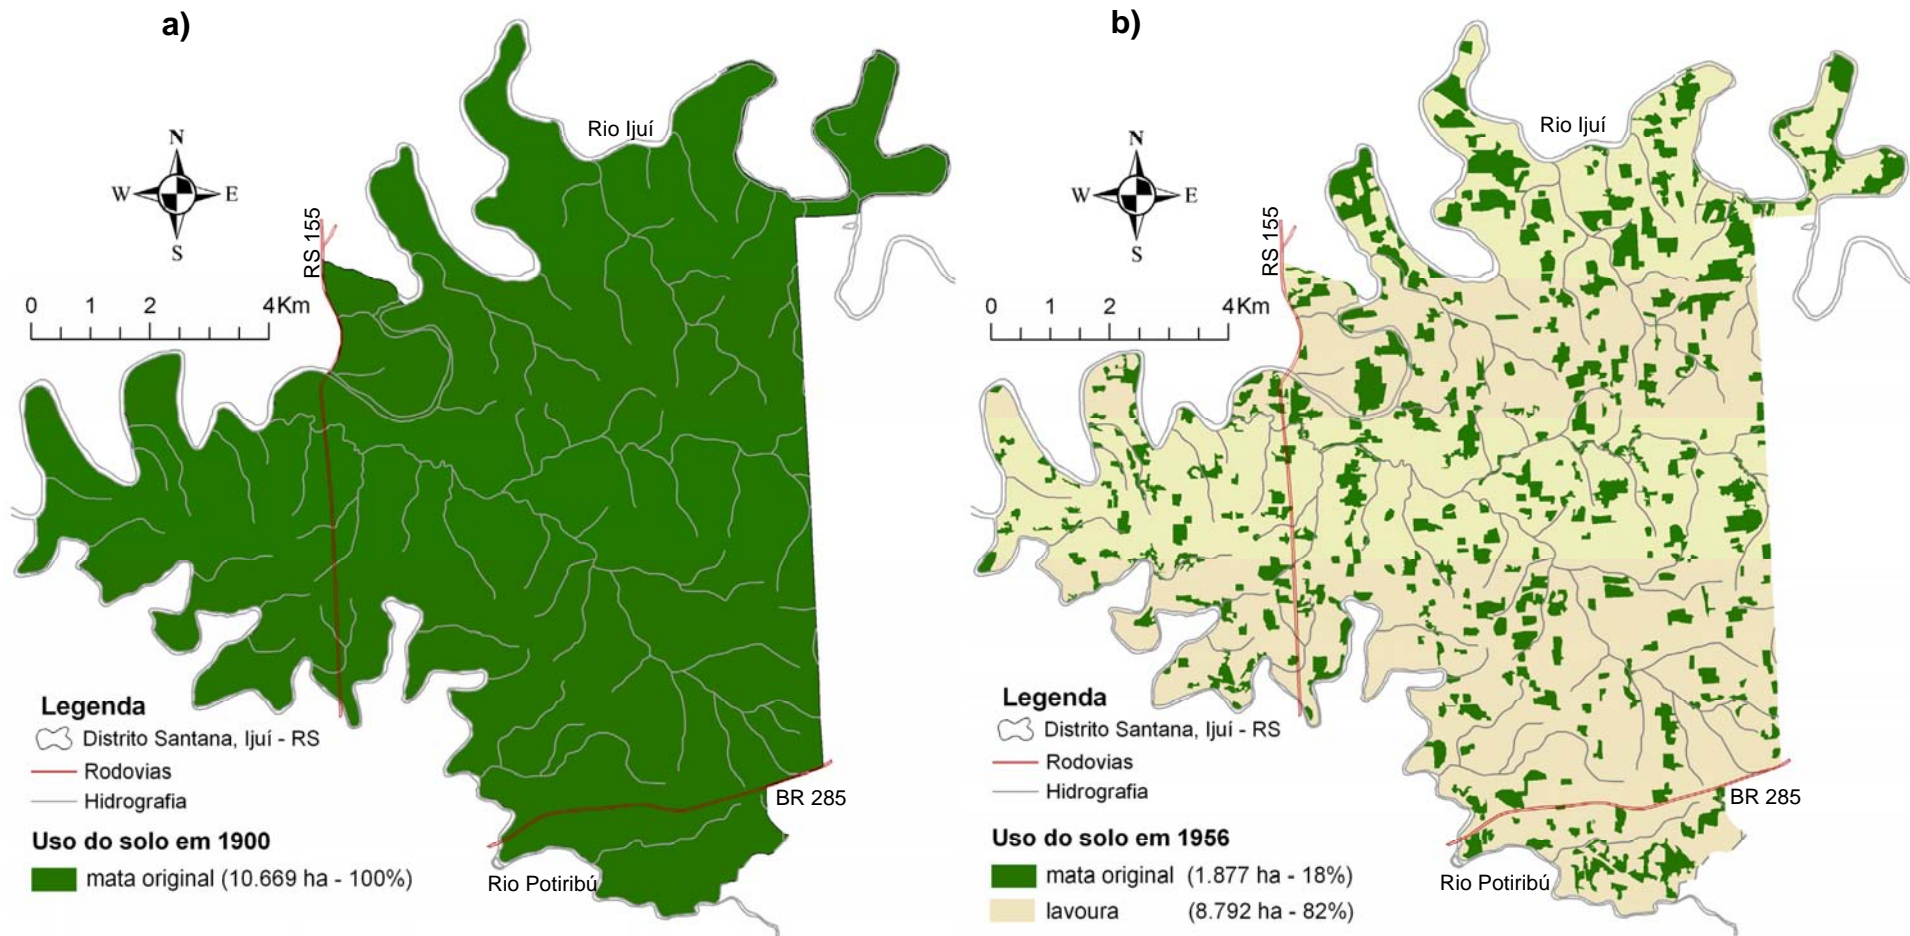 a)
Rio Ijuí
N
W E
S
RS 155
0 1 2 4Km
Legenda
Distrito Santana, Ijuí - RS
Rodovias
Hidrografia
Uso do solo em 1900
mata original (10.669 ha - 100%)
BR 285
Rio Potiribú
b)
Rio Ijuí
N
W E
S
RS 155
0 1 2 4Km
Legenda
Distrito Santana, Ijuí - RS
Rodovias
Hidrografia
Uso do solo em 1956
mata original (1.877 ha - 18%)
lavoura (8.792 ha - 82%)
BR 285
Rio Potiribú